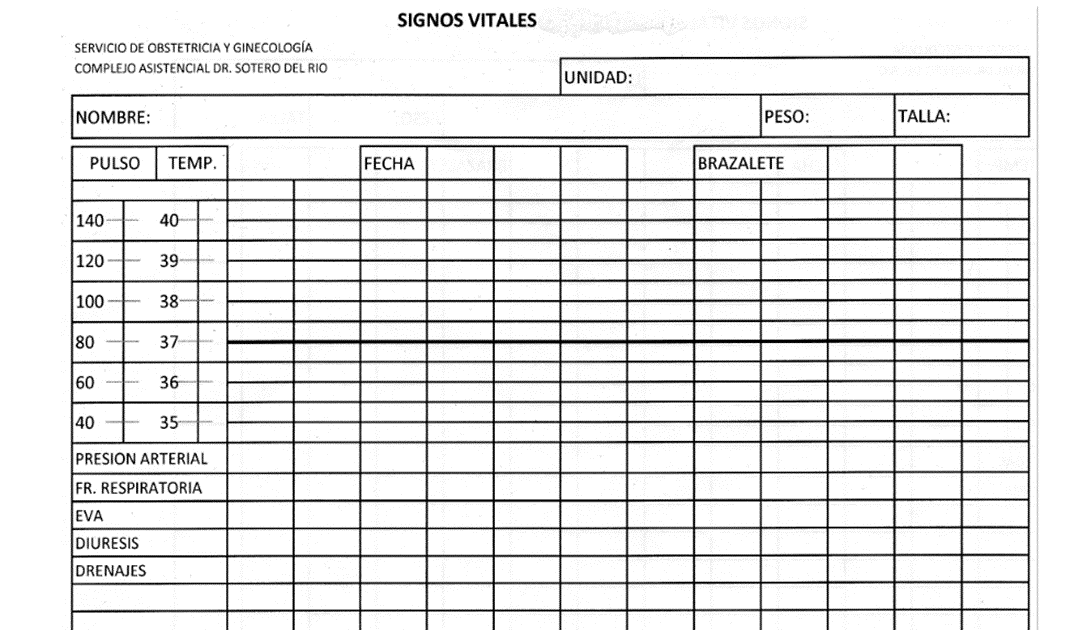 SIGNOS VITALES
SERVICIO DE OBSTETRICIA Y GINECOLOGÍA
COMPLEJO ASISTENCIAL DR. SOTERO DEL RIO
UNIDAD:
NOMBRE: PESO: TALLA:
PULSO TEMP. FECHA BRAZALETE
140 40
120 39
100 38
80 37
60 36
40 35
PRESION ARTERIAL
FR. RESPIRATORIA
EVA
DIURESIS
DRENAJES